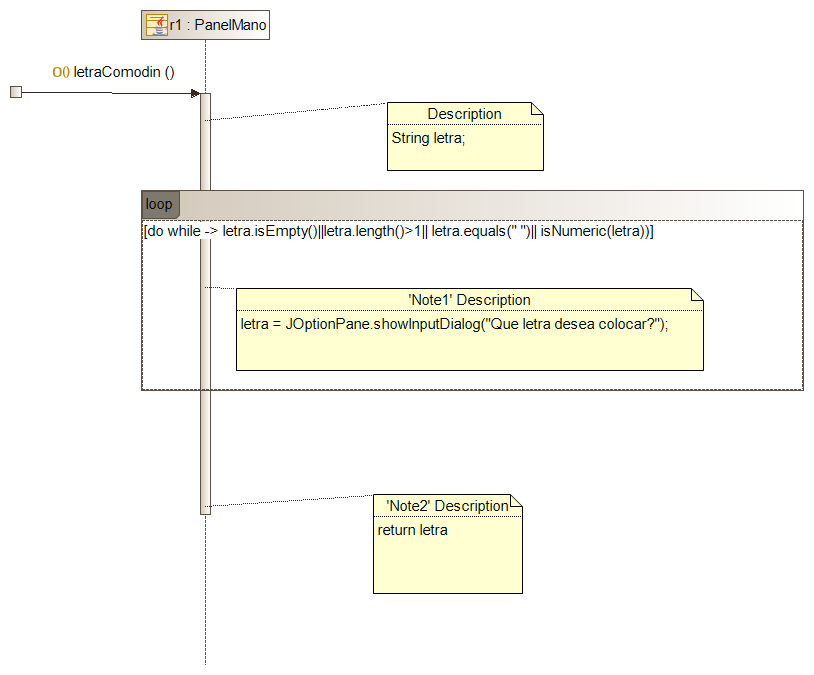 r1 : PanelMano
O() letraComodin ()
Description
String letra;
loop
[do while -> letra.isEmpty()||letra.length()>1|| letra.equals(" ")|| isNumeric(letra))]
'Note1' Description
letra = JOptionPane.showInputDialog("Que letra desea colocar?");
'Note2' Description
return letra